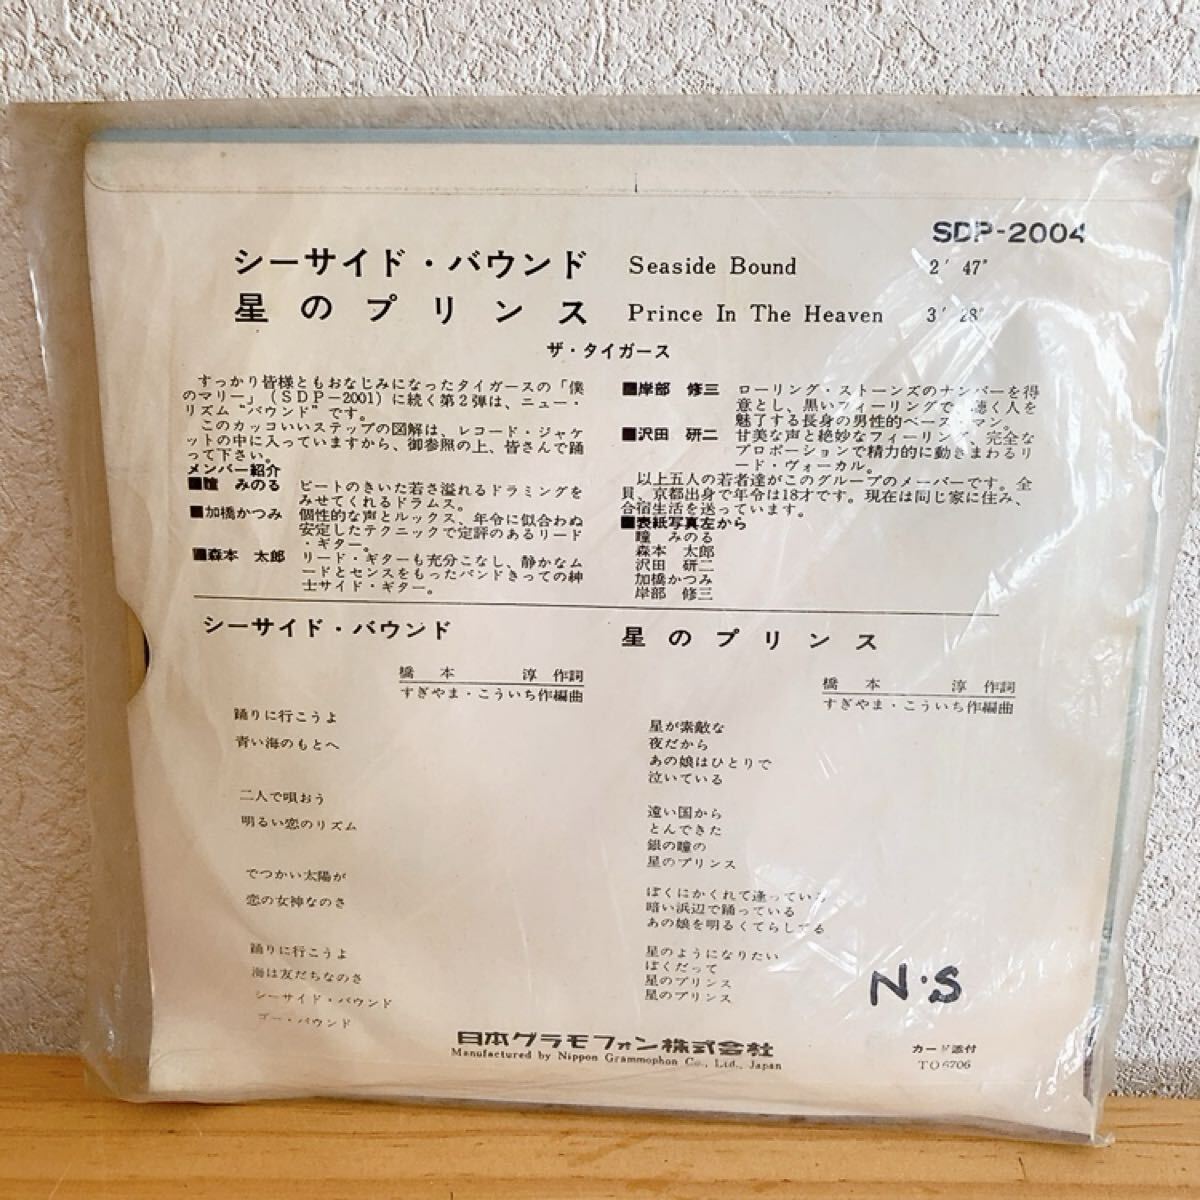 SDP-2004
シーサイド・バウンド Seaside Bound 2′47″
星のプリンス Prince In The Heaven 3′28″
ザ・タイガース
すっかり皆様ともおなじみになったタイガースの「僕
のマリー」(SDP-2001)に続く第2弾は、ニュー・
リズム“バウンド”です。
このカッコいいステップの図解は、レコード・ジャケ
ットの中に入っていますから、御参照の上、皆さんで踊
って下さい。
メンバー紹介
■瞳 みのる ビートのきいた若さ溢れるドラミングを
みせてくれるドラムス。
■加橋かつみ 個性的な声とルックス、年令に似合わぬ
安定したテクニックで定評のあるリード
・ギター。
■森本 太郎 リード・ギターも充分こなし、静かなム
ードとセンスをもったバンドきっての紳
士サイド・ギター。
■岸部 修三 ローリング・ストーンズのナンバーを得
意とし、黒いフィーリングで、聴く人を
魅了する長身の男性的ベース・マン。
■沢田 研二 甘美な声と絶妙なフィーリング、完全な
プロポーションで精力的に動きまわるリ
ード・ヴォーカル。
以上五人の若者達がこのグループのメーバーです。全
員、京都出身で年令は18才です。現在は同じ家に住み、
合宿生活を送っています。
■表紙写真左から
瞳 みのる
森本 太郎
沢田 研二
加橋かつみ
岸部 修三
シーサイド・バウンド
橋本 淳 作詞
すぎやま・こういち作編曲
踊りに行こうよ
青い海のもとへ
二人で唄おう
明るい恋のリズム
でっかい太陽が
恋の女神なのさ
踊りに行こうよ
海は友だちなのさ
シーサイド・バウンド
ゴー・バウンド
星のプリンス
橋本 淳 作詞
すぎやま・こういち作編曲
星が素敵な
夜だから
あの娘はひとりで
泣いている
遠い国から
とんできた
銀の瞳の
星のプリンス
ぼくにかくれて逢っている
暗い浜辺で踊っている
あの娘を明るくてらしてる
星のようになりたい
ぼくだって
星のプリンス
星のプリンス
N.S
日本グラモフォン株式会社
Manufactured by Nippon Grammophon Co., Ltd., Japan
カード添付
TO6706